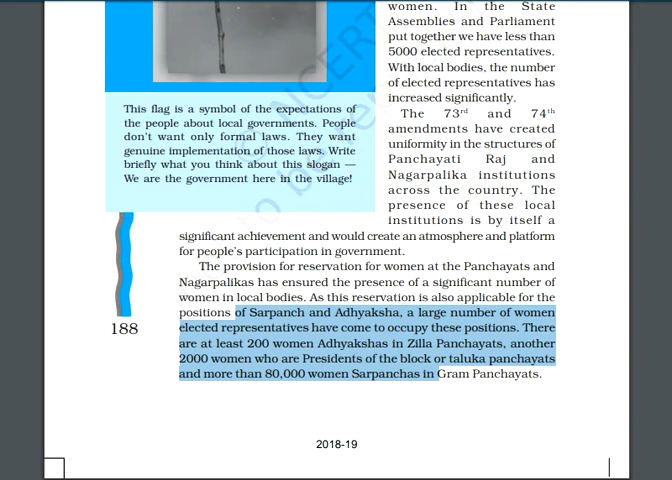 women. In the State
Assemblies and Parliament
put together we have less than
5000 elected representatives.
With local bodies, the number
of elected representatives has
increased significantly.
This flag is a symbol of the expectations of
the people about local governments. People
don't want only formal laws. They want
genuine implementation of those laws. Write
briefly what you think about this slogan —
We are the government here in the village!
The 73rd and 74th
amendments have created
uniformity in the structures of
Panchayati Raj and
Nagarpalika institutions
across the country. The
presence of these local
institutions is by itself a
significant achievement and would create an atmosphere and platform
for people's participation in government.
The provision for reservation for women at the Panchayats and
Nagarpalikas has ensured the presence of a significant number of
women in local bodies. As this reservation is also applicable for the
positions of Sarpanch and Adhyaksha, a large number of women
elected representatives have come to occupy these positions. There
are at least 200 women Adhyakshas in Zilla Panchayats, another
2000 women who are Presidents of the block or taluka panchayats
and more than 80,000 women Sarpanchas in Gram Panchayats.
188
2018-19
© NCERT
to be re